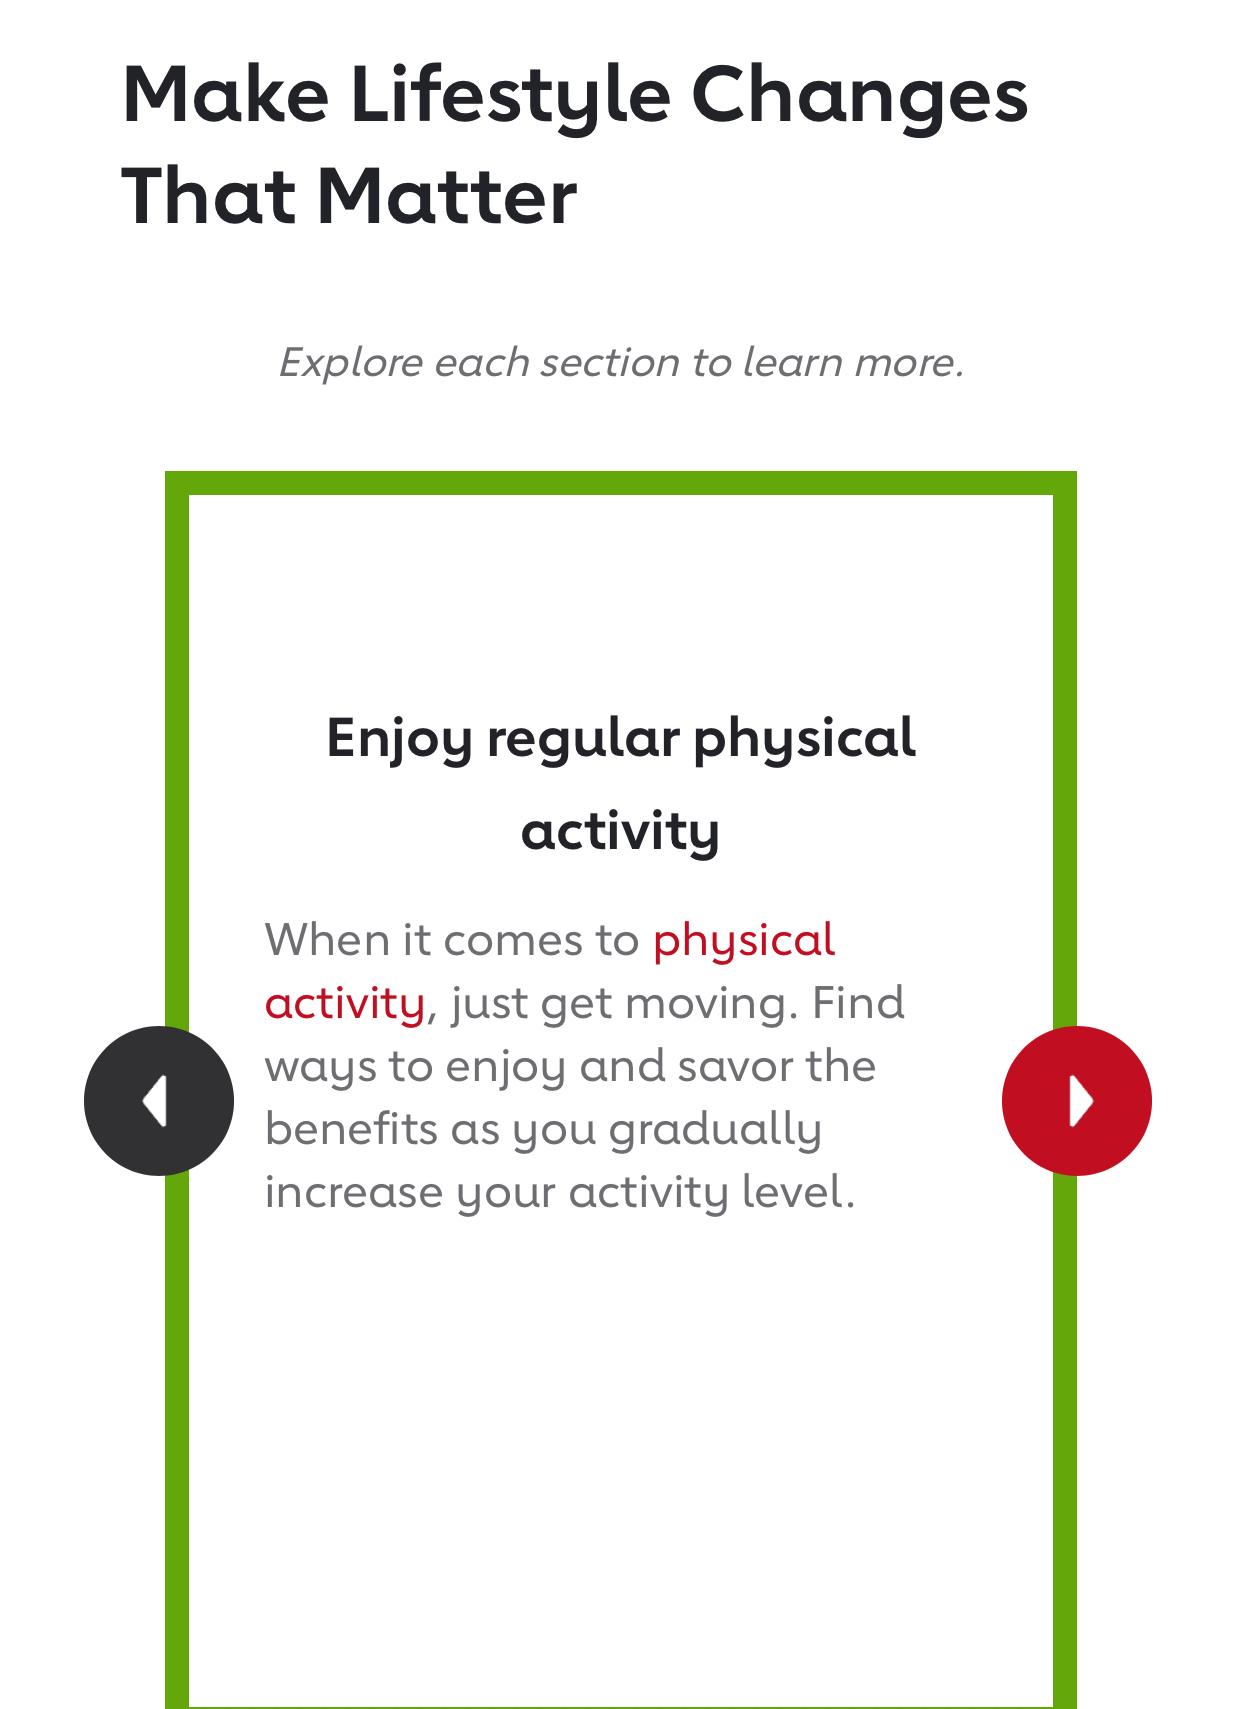 Make Lifestyle Changes
That Matter
Explore each section to learn more.
Enjoy regular physical
activity
When it comes to physical
activity, just get moving. Find
ways to enjoy and savor the
benefits as you gradually
increase your activity level.